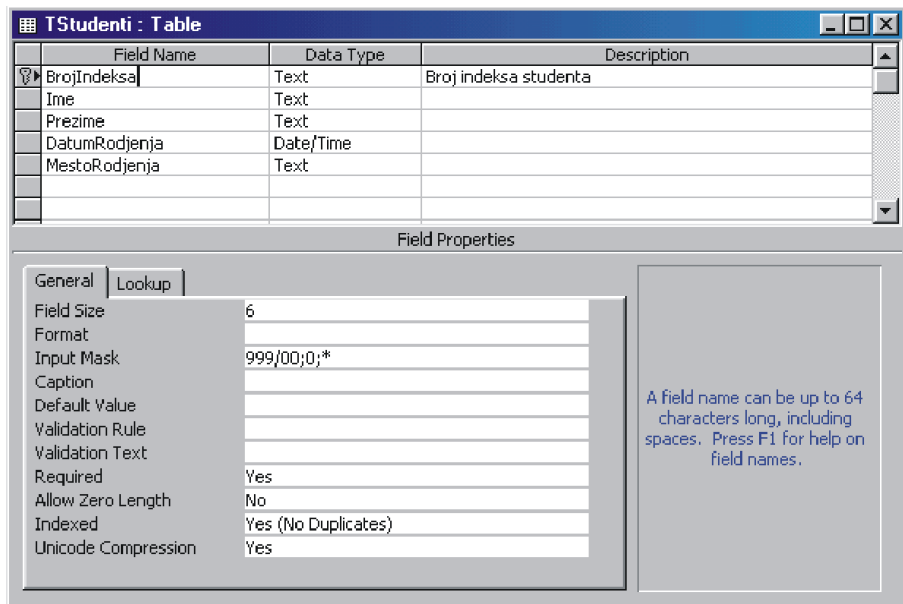 TStudenti : Table
Field Name Data Type Description
BrojIndeksa Text Broj indeksa studenta
Ime Text
Prezime Text
DatumRodjenja Date/Time
MestoRodjenja Text
Field Properties
General Lookup
Field Size 6
Format
Input Mask 999/00;0;*
Caption
Default Value
Validation Rule
Validation Text
Required Yes
Allow Zero Length No
Indexed Yes (No Duplicates)
Unicode Compression Yes
A field name can be up to 64
characters long, including
spaces. Press F1 for help on
field names.